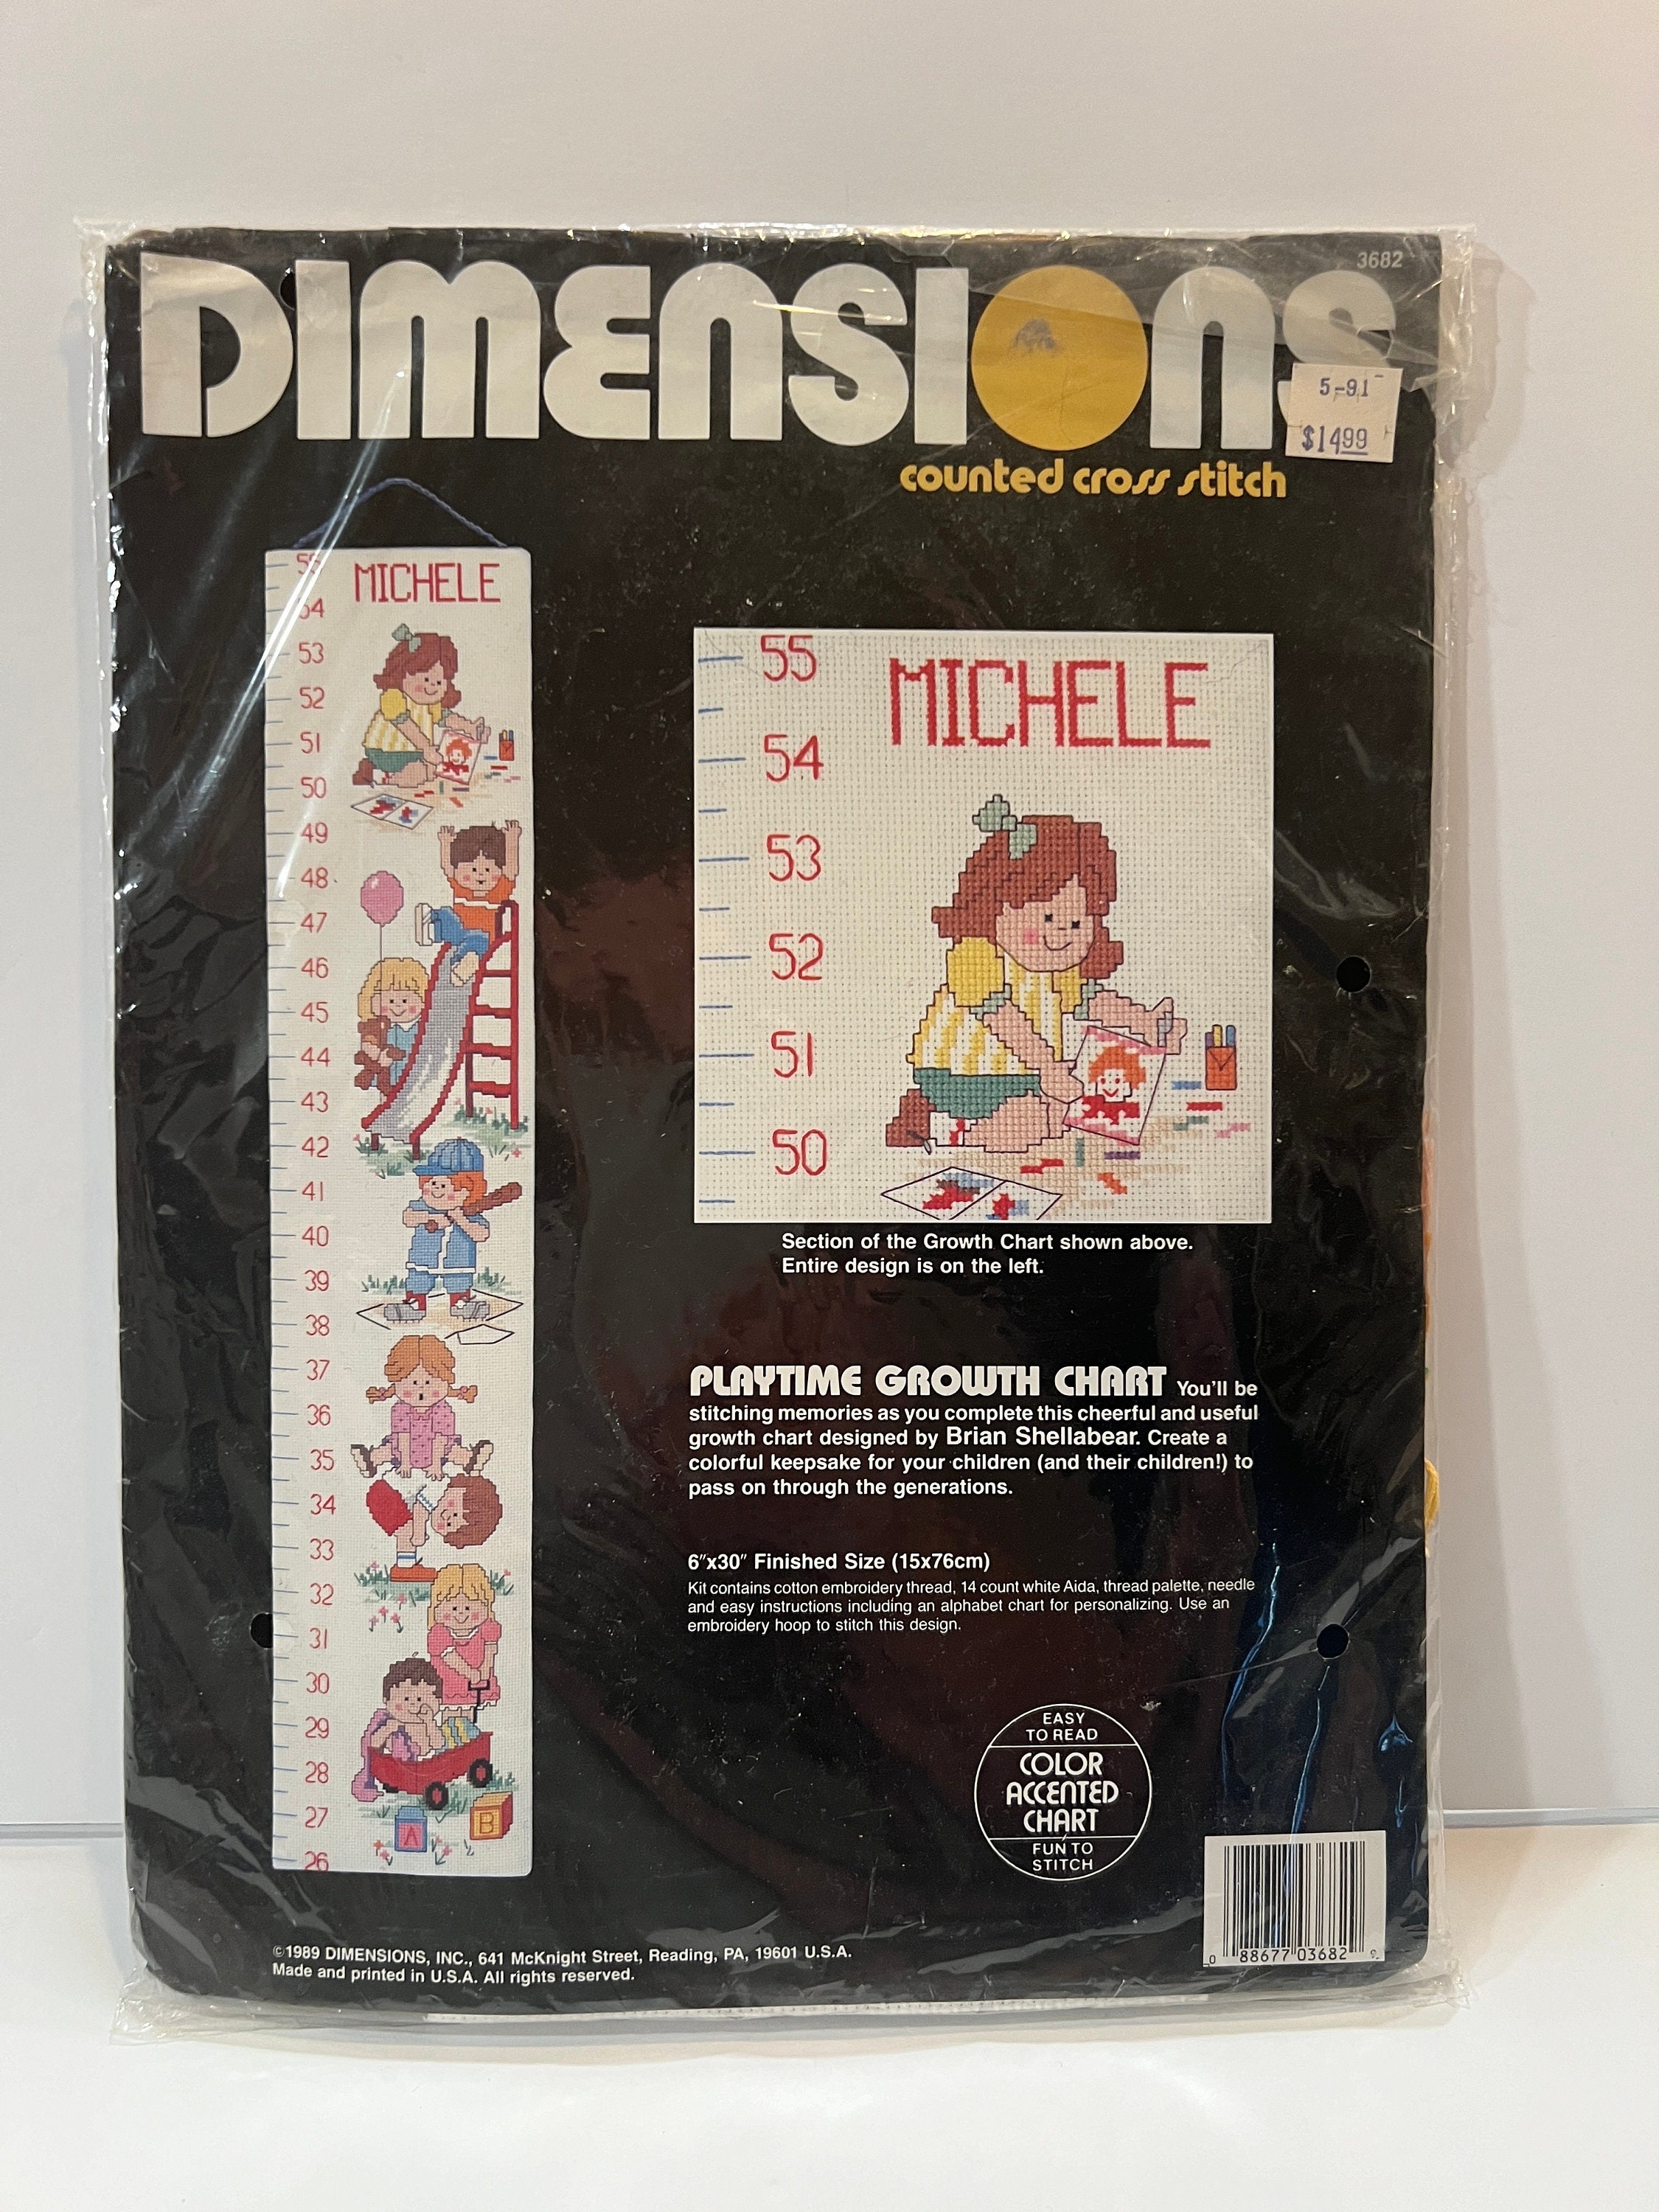 3682
DIMENSIONS
5-91
$1499
counted cross stitch
55
MICHELE
54
53
52
51
50
49
48
47
46
45
44
43
42
41
40
39
38
37
36
35
34
33
32
31
30
29
28
27
A B
26
55
MICHELE
54
53
52
51
50
Section of the Growth Chart shown above.
Entire design is on the left.
PLAYTIME GROWTH CHART You'll be
stitching memories as you complete this cheerful and useful
growth chart designed by Brian Shellabear. Create a
colorful keepsake for your children (and their children!) to
pass on through the generations.
6"x30" Finished Size (15x76cm)
Kit contains cotton embroidery thread, 14 count white Aida, thread palette, needle
and easy instructions including an alphabet chart for personalizing. Use an
embroidery hoop to stitch this design.
EASY
TO READ
COLOR
ACCENTED
CHART
FUN TO
STITCH
©1989 DIMENSIONS, INC., 641 McKnight Street, Reading, PA, 19601 U.S.A.
Made and printed in U.S.A. All rights reserved.
0 88677 03682